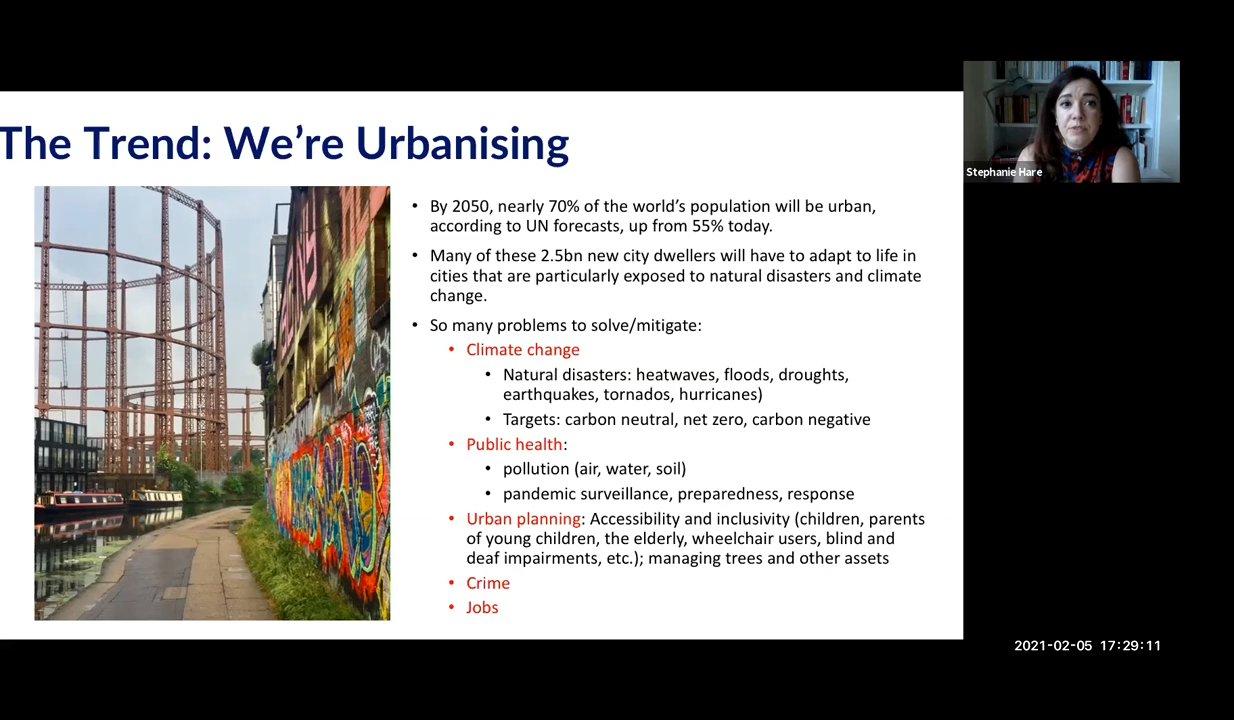 The Trend: We’re Urbanising
• By 2050, nearly 70% of the world’s population will be urban,
according to UN forecasts, up from 55% today.
• Many of these 2.5bn new city dwellers will have to adapt to life in
cities that are particularly exposed to natural disasters and climate
change.
• So many problems to solve/mitigate:
• Climate change
• Natural disasters: heatwaves, floods, droughts,
earthquakes, tornados, hurricanes)
• Targets: carbon neutral, net zero, carbon negative
• Public health:
• pollution (air, water, soil)
• pandemic surveillance, preparedness, response
• Urban planning: Accessibility and inclusivity (children, parents
of young children, the elderly, wheelchair users, blind and
deaf impairments, etc.); managing trees and other assets
• Crime
• Jobs
Stephanie Hare
2021-02-05 17:29:11